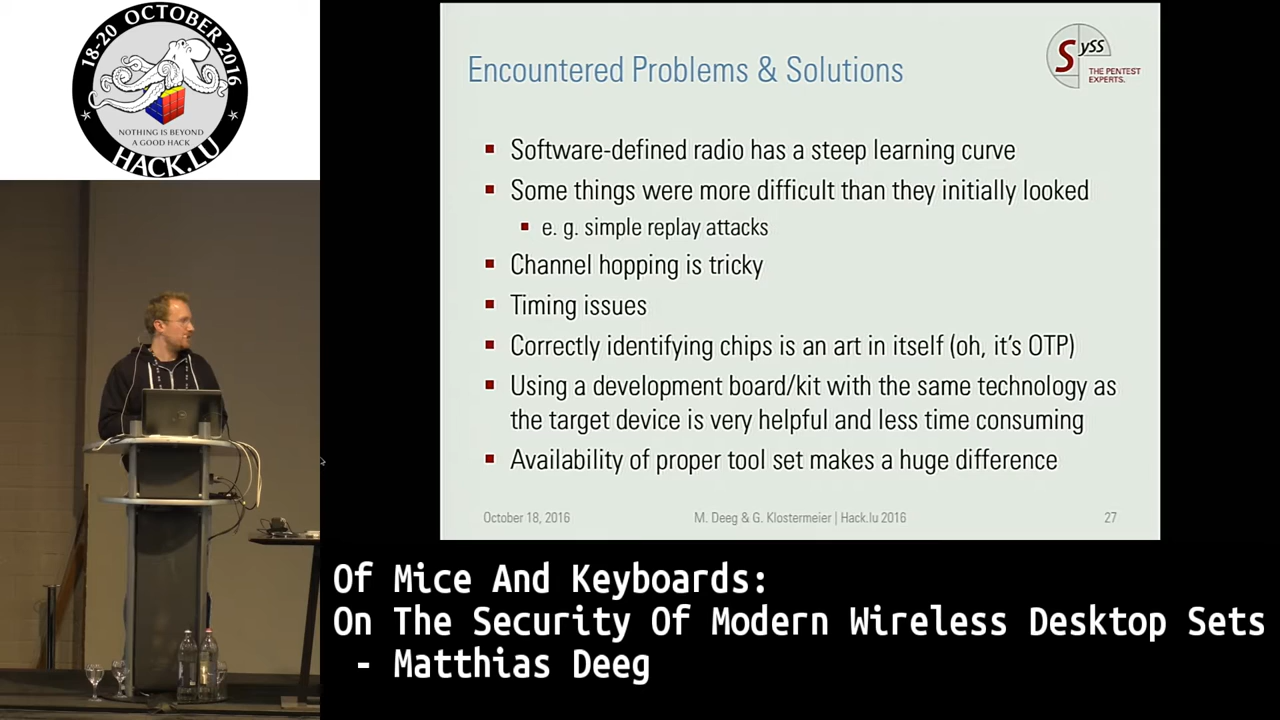 18-20 OCTOBER 2016
NOTHING IS BEYOND
A GOOD HACK
HACK.LU
Encountered Problems & Solutions
SySS
THE PENTEST
EXPERTS.
Software-defined radio has a steep learning curve
Some things were more difficult than they initially looked
e. g. simple replay attacks
Channel hopping is tricky
Timing issues
Correctly identifying chips is an art in itself (oh, it's OTP)
Using a development board/kit with the same technology as
the target device is very helpful and less time consuming
Availability of proper tool set makes a huge difference
October 18, 2016
M. Deeg & G. Klostermeier | Hack.lu 2016
27
Of Mice And Keyboards:
On The Security Of Modern Wireless Desktop Sets
- Matthias Deeg